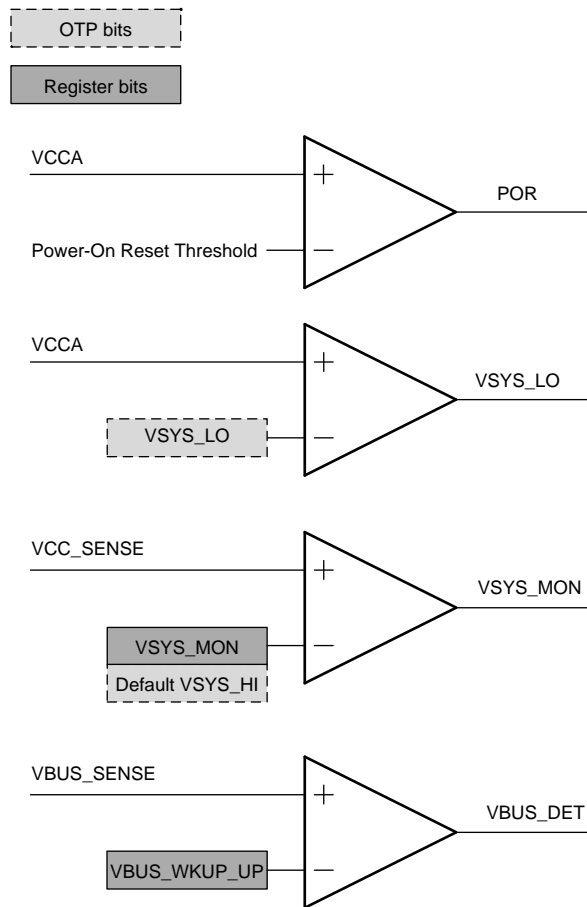 OTP bits
Register bits
VCCA
+
POR
Power-On Reset Threshold
−
VCCA
+
VSYS_LO
VSYS_LO
−
VCC_SENSE
+
VSYS_MON
VSYS_MON
−
Default VSYS_HI
VBUS_SENSE
+
VBUS_DET
VBUS_WKUP_UP
−